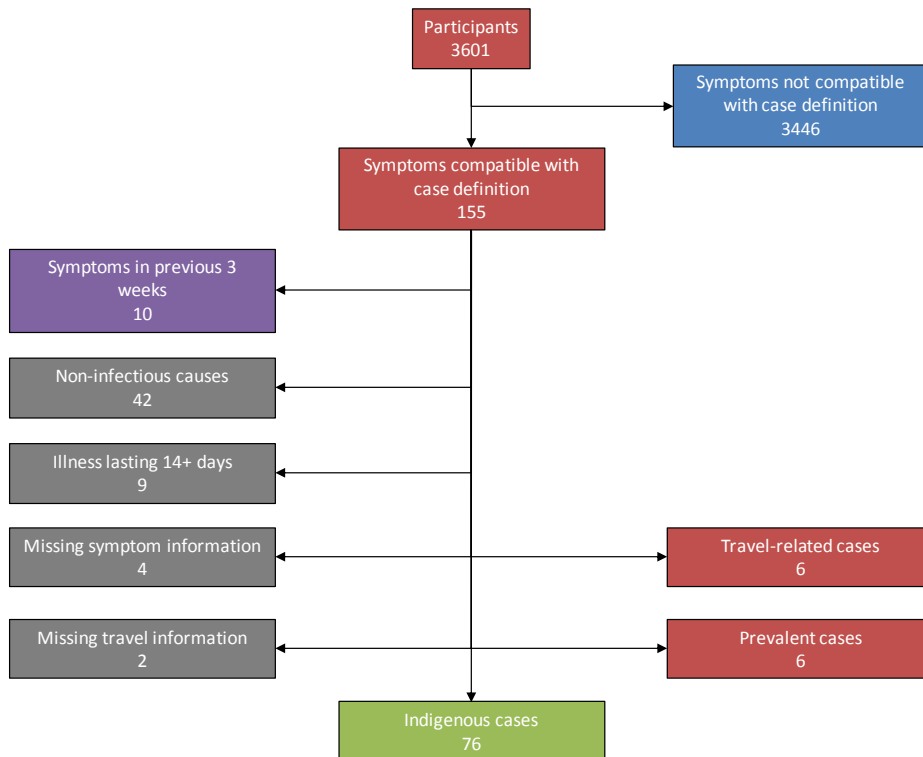 Participants
3601
Symptoms not compatible
with case definition
3446
Symptoms compatible with
case definition
155
Symptoms in previous 3
weeks
10
Non-infectious causes
42
Illness lasting 14+ days
9
Missing symptom information
4
Travel-related cases
6
Missing travel information
2
Prevalent cases
6
Indigenous cases
76